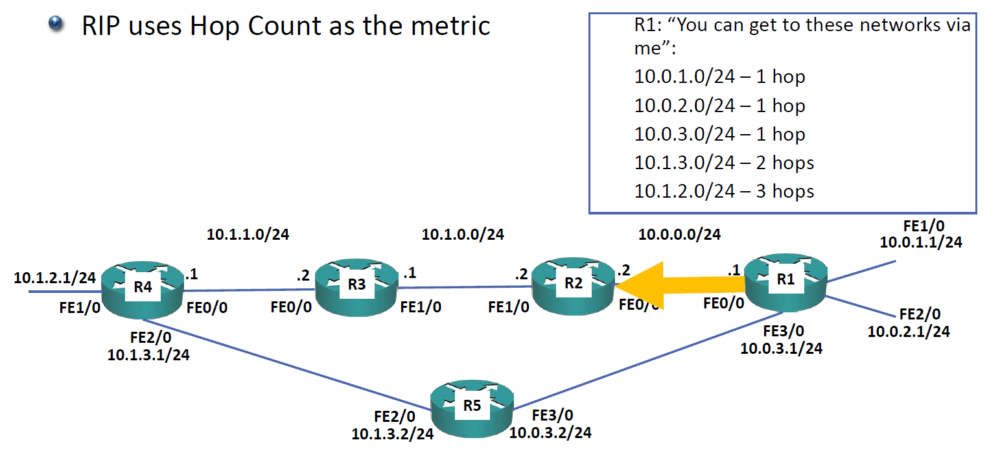 RIP uses Hop Count as the metric
R1: “You can get to these networks via
me”:
10.0.1.0/24 – 1 hop
10.0.2.0/24 – 1 hop
10.0.3.0/24 – 1 hop
10.1.3.0/24 – 2 hops
10.1.2.0/24 – 3 hops
10.1.1.0/24
10.1.0.0/24
10.0.0.0/24
FE1/0
10.0.1.1/24
10.1.2.1/24
FE1/0
R4
.1
FE0/0
.2
FE0/0
R3
.1
FE1/0
.2
FE1/0
R2
.2
FE0/0
.1
FE0/0
R1
FE2/0
10.0.2.1/24
FE2/0
10.1.3.1/24
FE3/0
10.0.3.1/24
R5
FE2/0
10.1.3.2/24
FE3/0
10.0.3.2/24